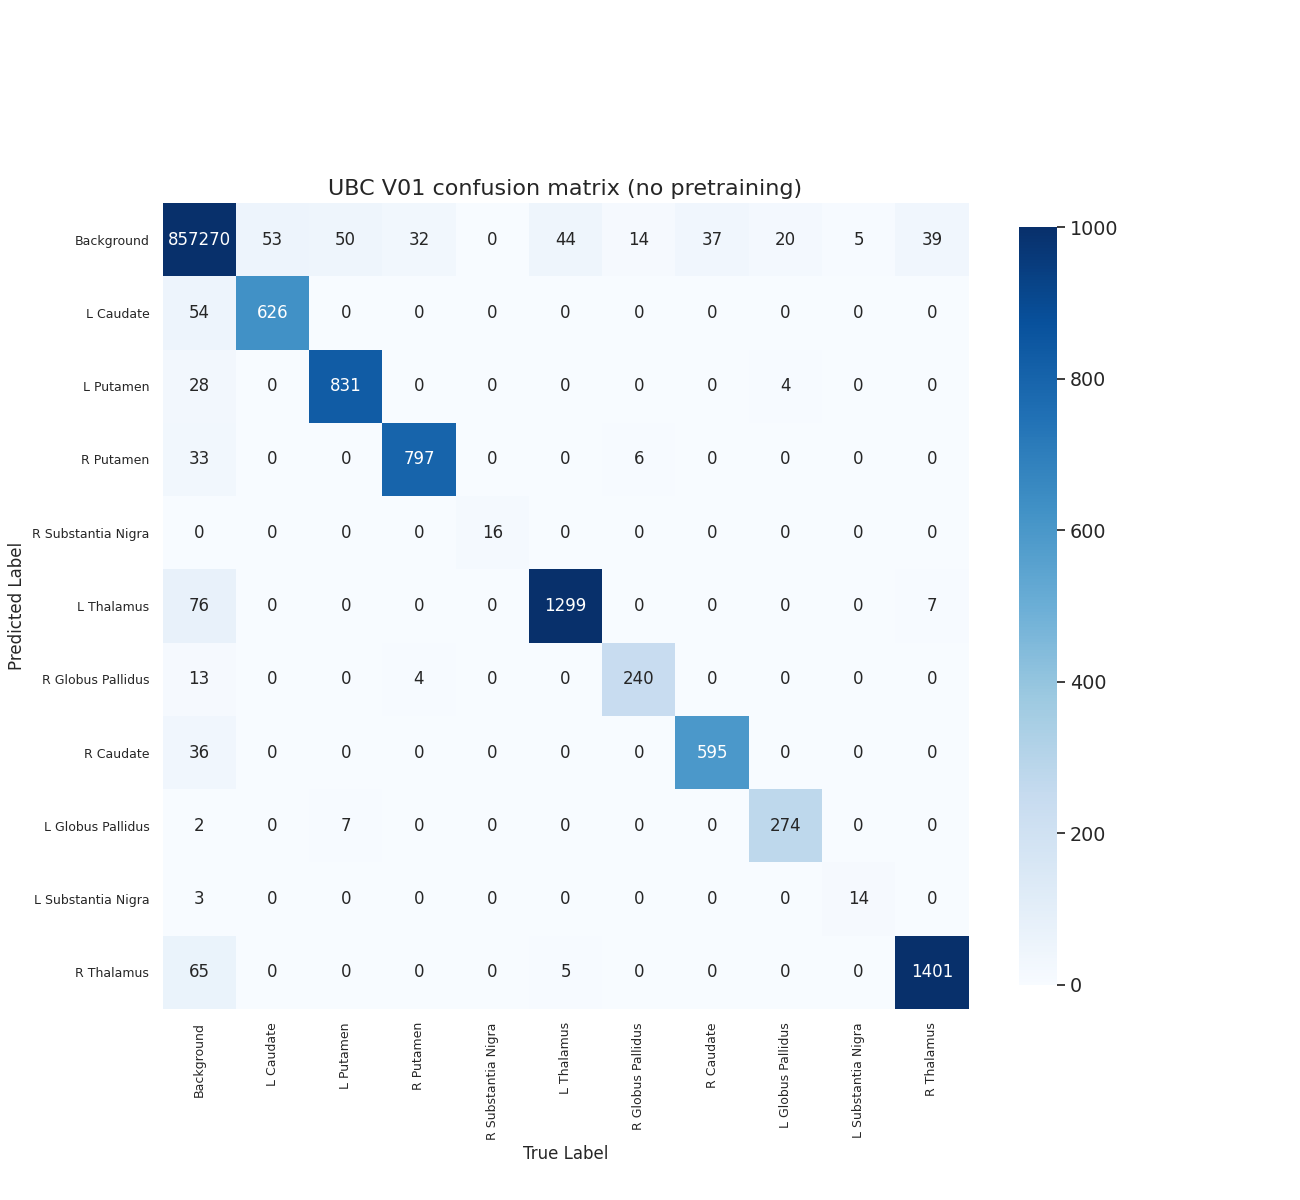 UBC V01 confusion matrix (no pretraining)
Background 857270 53 50 32 0 44 14 37 20 5 39
L Caudate 54 626 0 0 0 0 0 0 0 0 0
L Putamen 28 0 831 0 0 0 0 0 4 0 0
R Putamen 33 0 0 797 0 0 6 0 0 0 0
R Substantia Nigra 0 0 0 0 16 0 0 0 0 0 0
L Thalamus 76 0 0 0 0 1299 0 0 0 0 7
R Globus Pallidus 13 0 0 4 0 0 240 0 0 0 0
R Caudate 36 0 0 0 0 0 0 595 0 0 0
L Globus Pallidus 2 0 7 0 0 0 0 0 274 0 0
L Substantia Nigra 3 0 0 0 0 0 0 0 0 14 0
R Thalamus 65 0 0 0 0 5 0 0 0 0 1401
Predicted Label
Background
L Caudate
L Putamen
R Putamen
R Substantia Nigra
L Thalamus
R Globus Pallidus
R Caudate
L Globus Pallidus
L Substantia Nigra
R Thalamus
True Label
1000
800
600
400
200
0